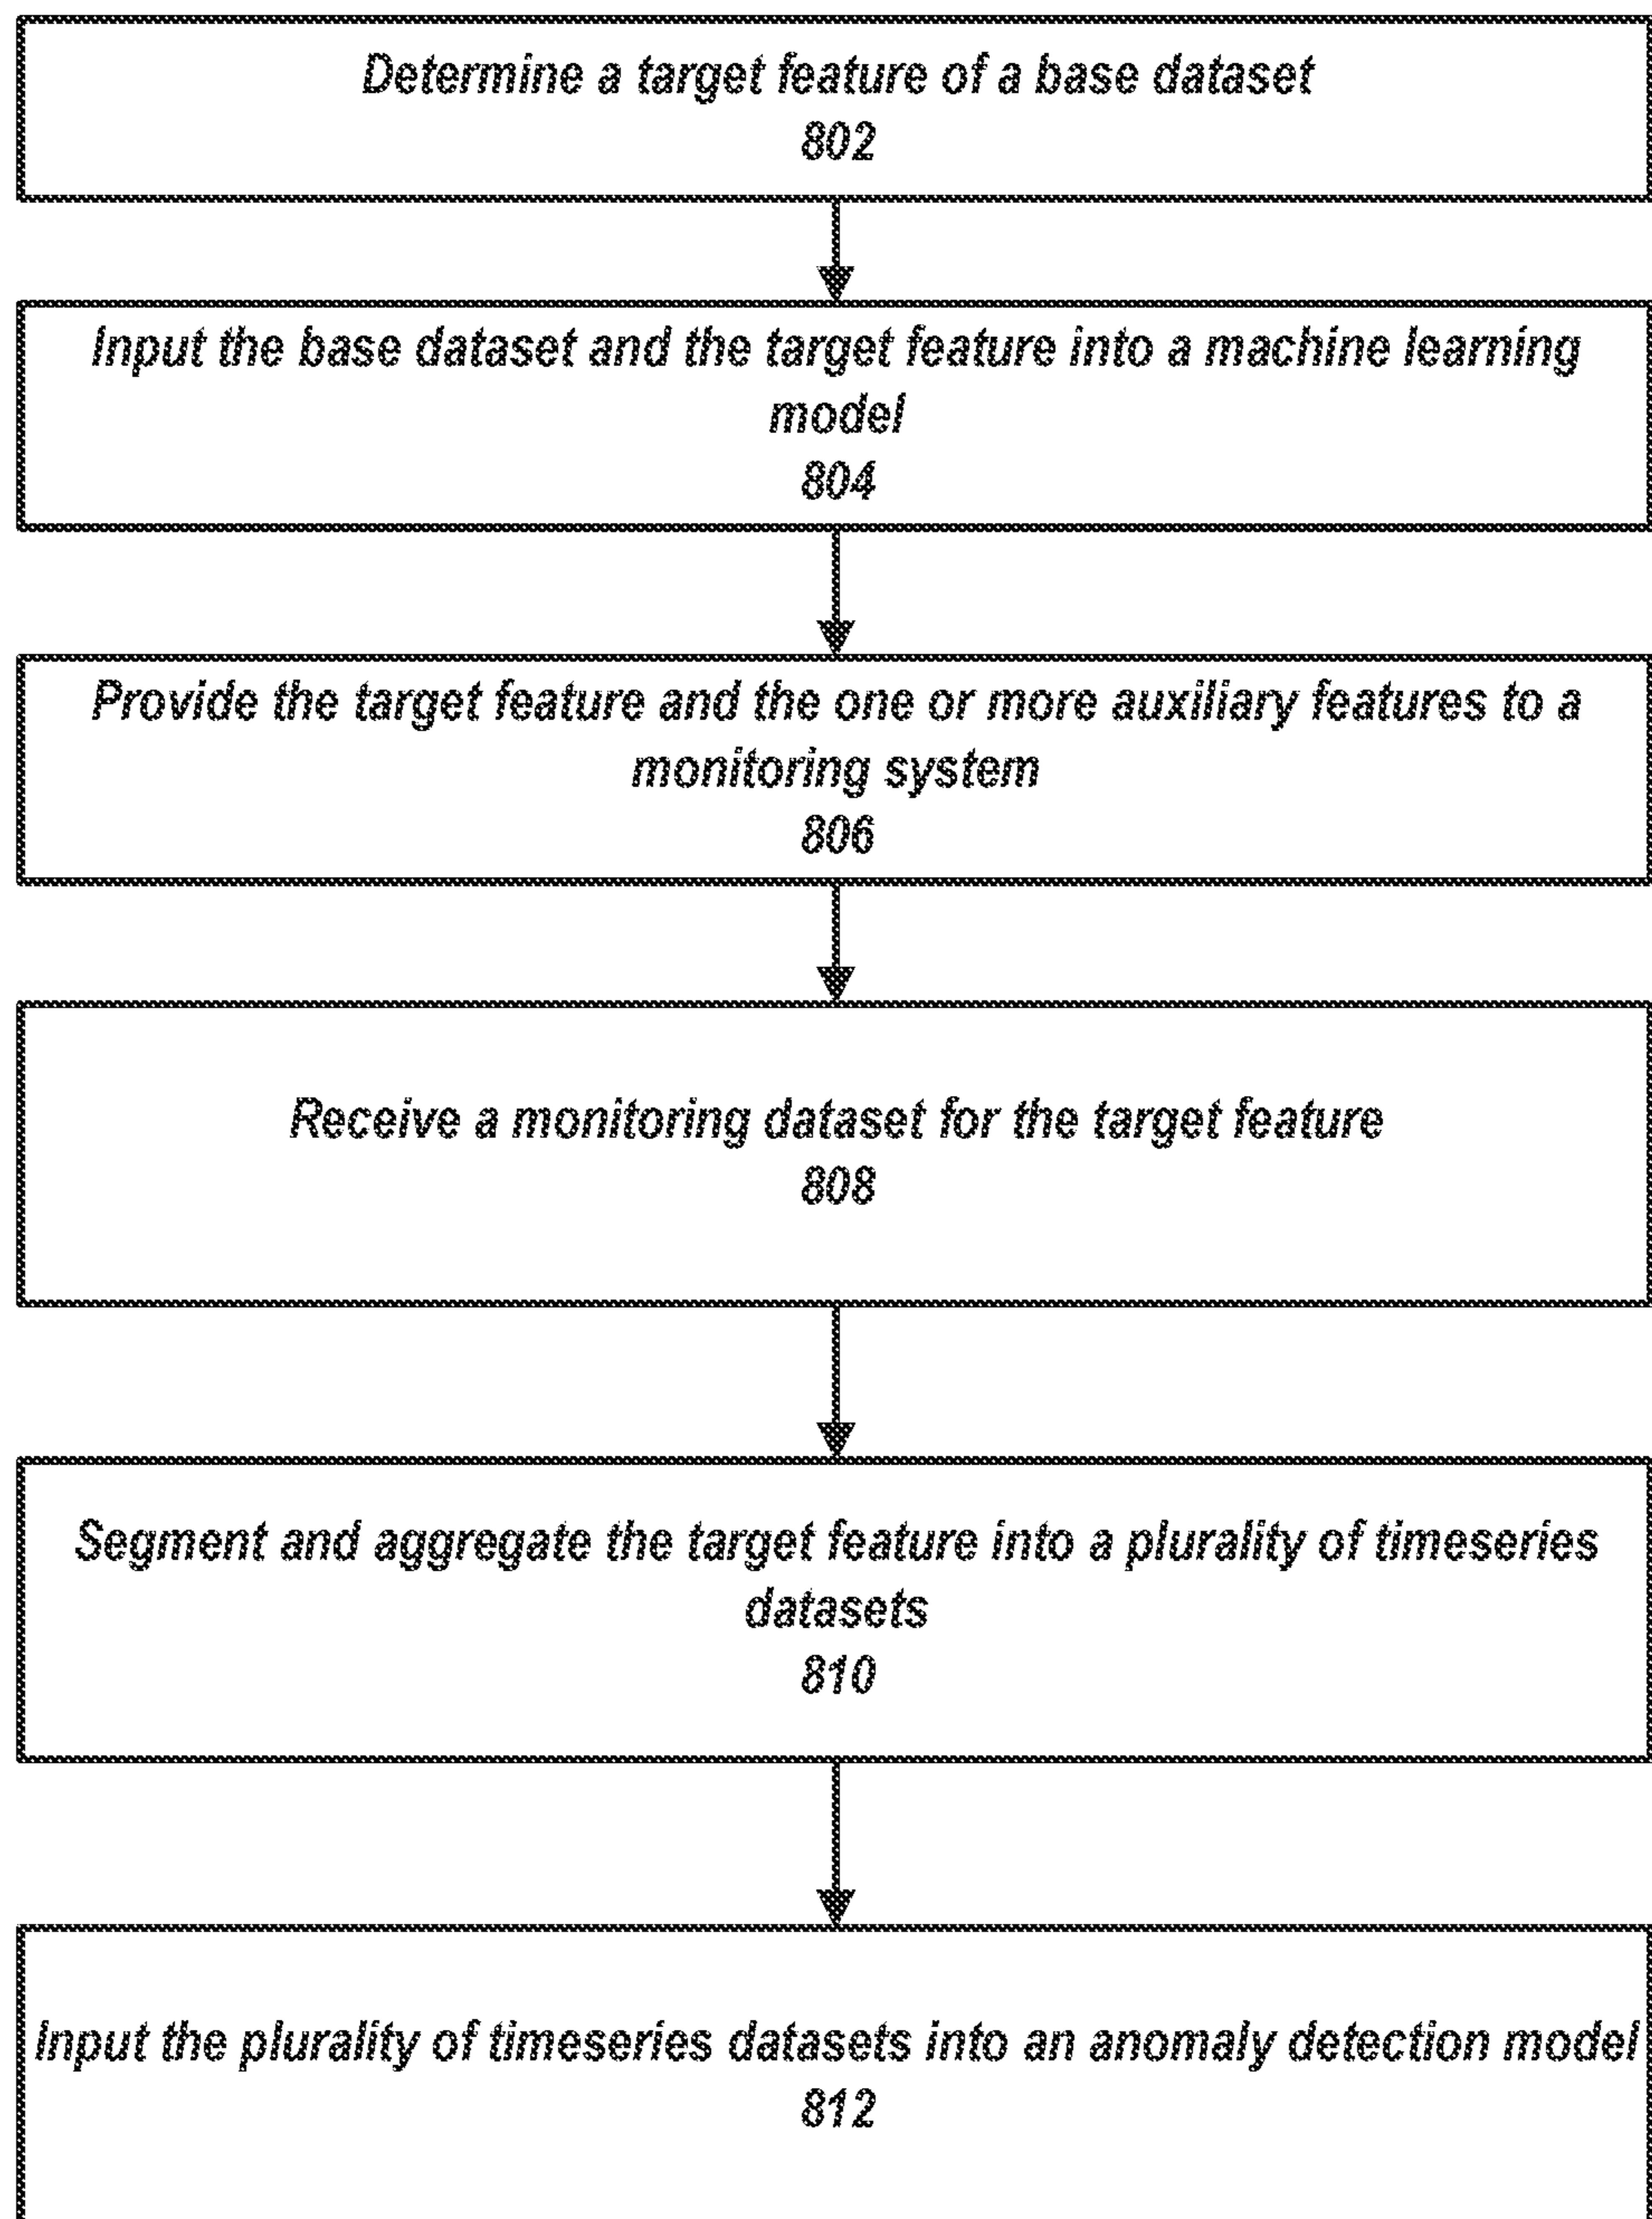 Determine a target feature of a base dataset
802
Input the base dataset and the target feature into a machine learning
model
804
Provide the target feature and the one or more auxiliary features to a
monitoring system
806
Receive a monitoring dataset for the target feature
808
Segment and aggregate the target feature into a plurality of timeseries
datasets
810
Input the plurality of timeseries datasets into an anomaly detection model
812